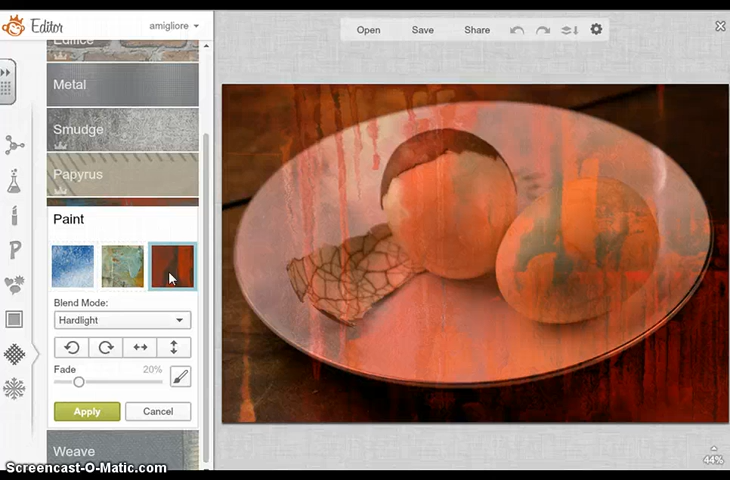 Editor
amigliore
Open
Save
Share
Edifice
Metal
Smudge
Papyrus
Paint
Blend Mode:
Hardlight
Fade
20%
Apply
Cancel
Weave
44%
Screencast-O-Matic.com